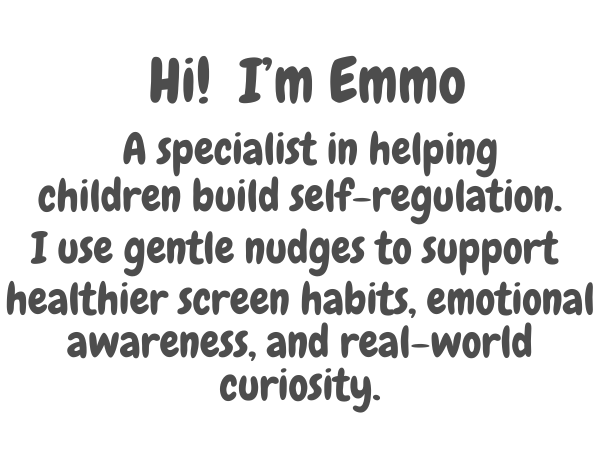 Hi!  I'm Emmo
A specialist in helping
children build self-regulation.
I use gentle nudges to support
healthier screen habits, emotional
awareness, and real-world
curiosity.